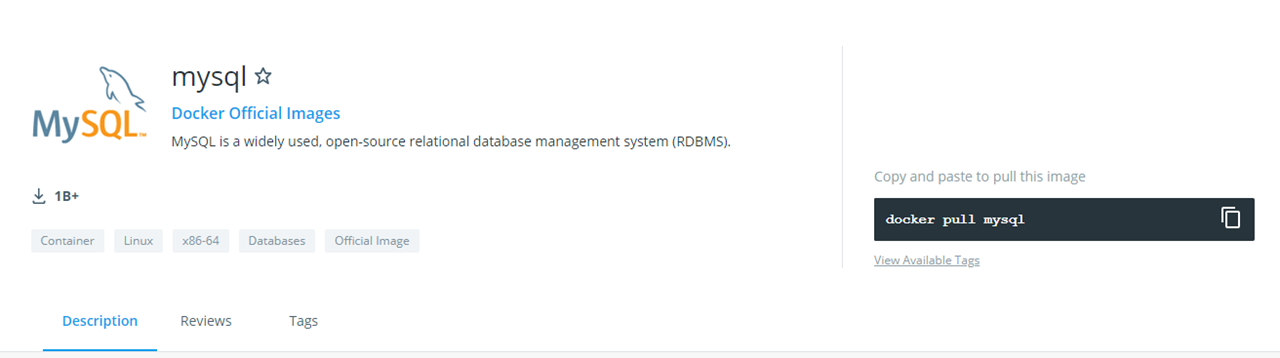 MySQL™
mysql
Docker Official Images
MySQL is a widely used, open-source relational database management system (RDBMS).
1B+
Container Linux x86-64 Databases Official Image
Copy and paste to pull this image
docker pull mysql
View Available Tags
Description Reviews Tags